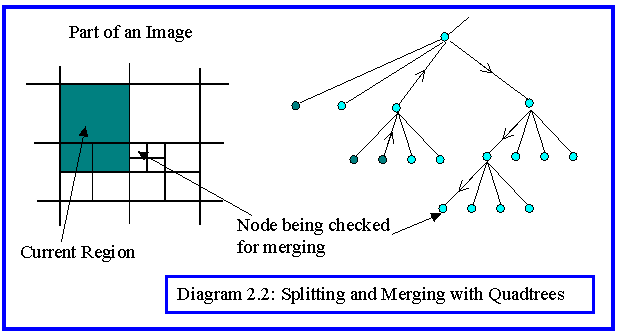 Part of an Image
Node being checked
for merging
Current Region
Diagram 2.2: Splitting and Merging with Quadtrees